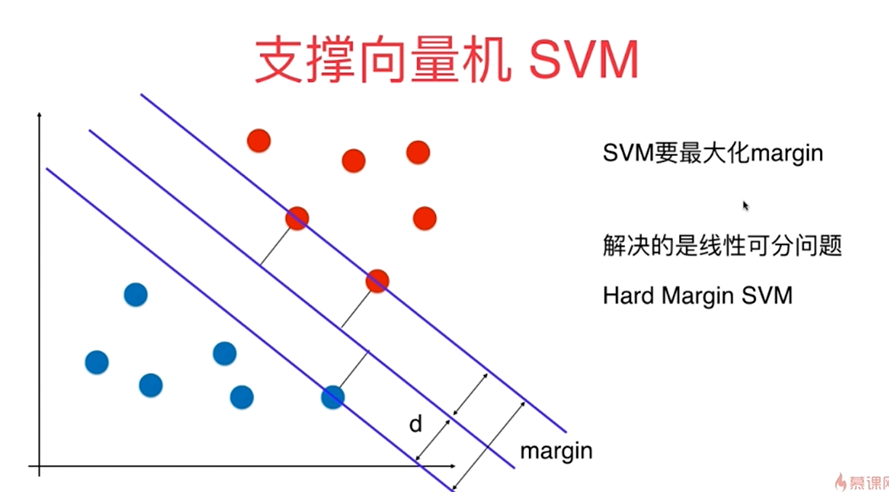 支撑向量机 SVM
SVM要最大化margin
解决的是线性可分问题
Hard Margin SVM
d
margin
慕课网